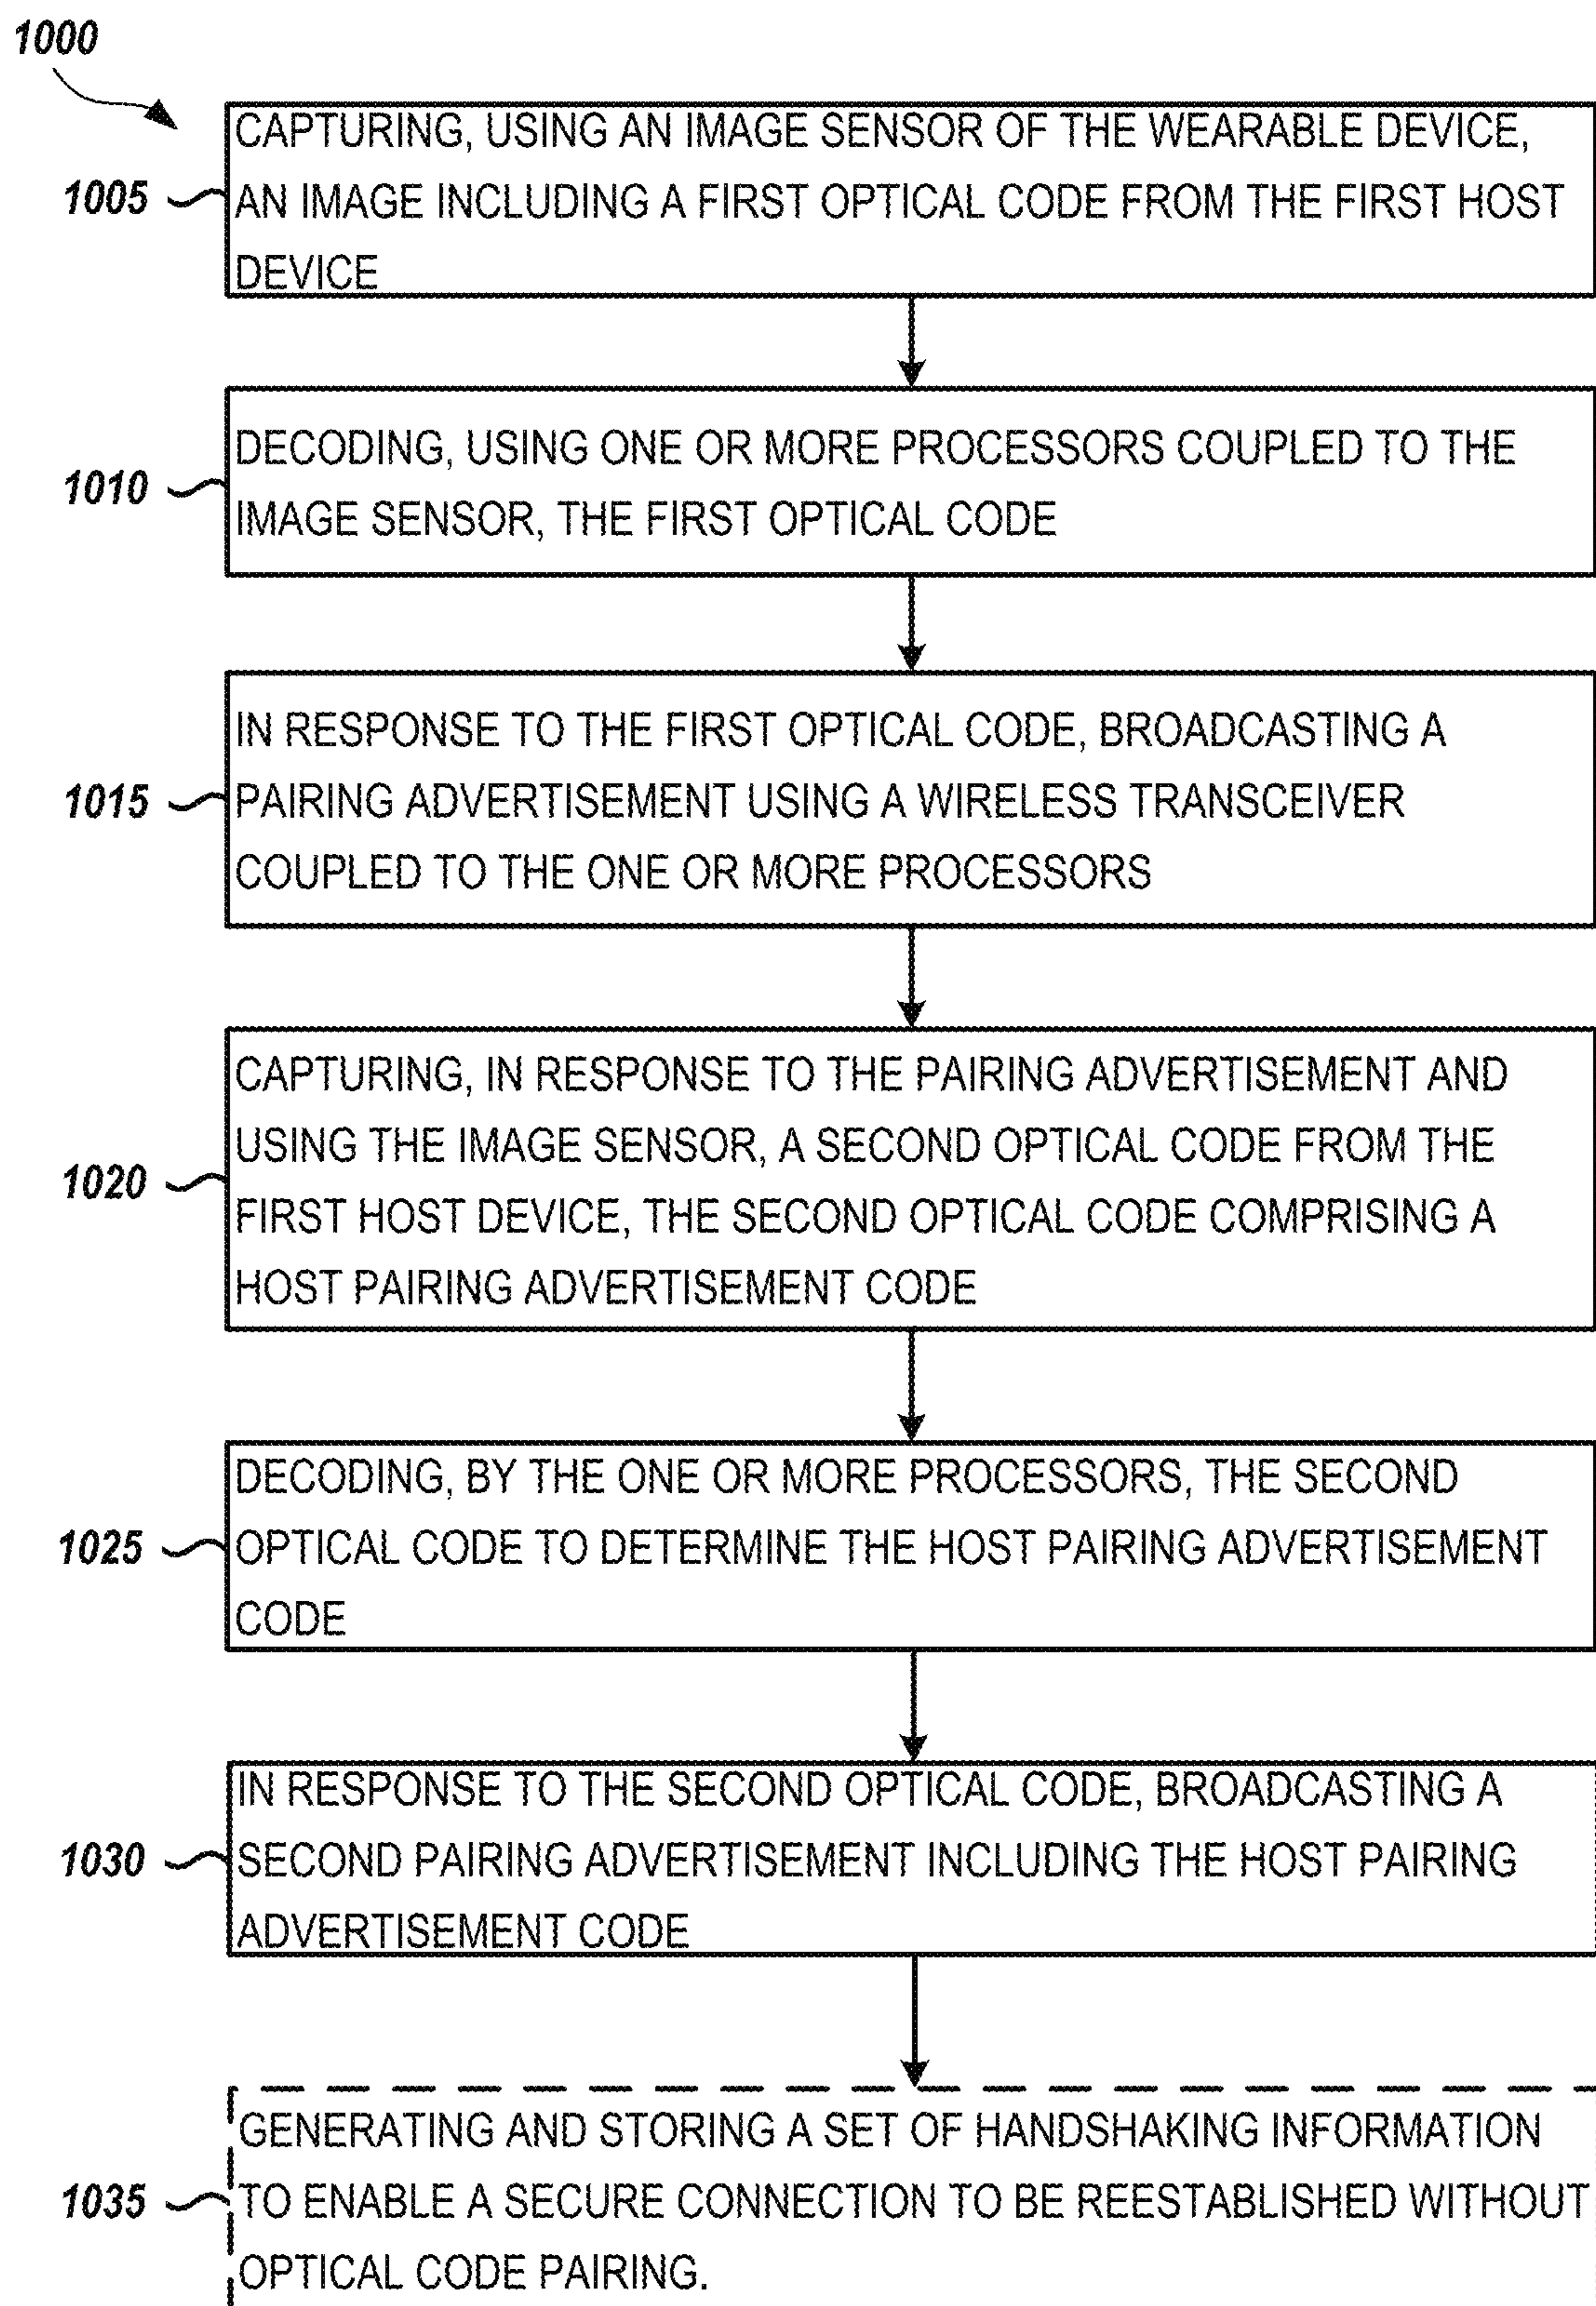 1000
CAPTURING, USING AN IMAGE SENSOR OF THE WEARABLE DEVICE,
1005
AN IMAGE INCLUDING A FIRST OPTICAL CODE FROM THE FIRST HOST
DEVICE
DECODING, USING ONE OR MORE PROCESSORS COUPLED TO THE
1010
IMAGE SENSOR, THE FIRST OPTICAL CODE
IN RESPONSE TO THE FIRST OPTICAL CODE, BROADCASTING A
1015
PAIRING ADVERTISEMENT USING A WIRELESS TRANSCEIVER
COUPLED TO THE ONE OR MORE PROCESSORS
CAPTURING, IN RESPONSE TO THE PAIRING ADVERTISEMENT AND
USING THE IMAGE SENSOR, A SECOND OPTICAL CODE FROM THE
1020
FIRST HOST DEVICE, THE SECOND OPTICAL CODE COMPRISING A
HOST PAIRING ADVERTISEMENT CODE
DECODING, BY THE ONE OR MORE PROCESSORS, THE SECOND
1025
OPTICAL CODE TO DETERMINE THE HOST PAIRING ADVERTISEMENT
CODE
IN RESPONSE TO THE SECOND OPTICAL CODE, BROADCASTING A
1030
SECOND PAIRING ADVERTISEMENT INCLUDING THE HOST PAIRING
ADVERTISEMENT CODE
GENERATING AND STORING A SET OF HANDSHAKING INFORMATION
1035
TO ENABLE A SECURE CONNECTION TO BE REESTABLISHED WITHOUT
OPTICAL CODE PAIRING.